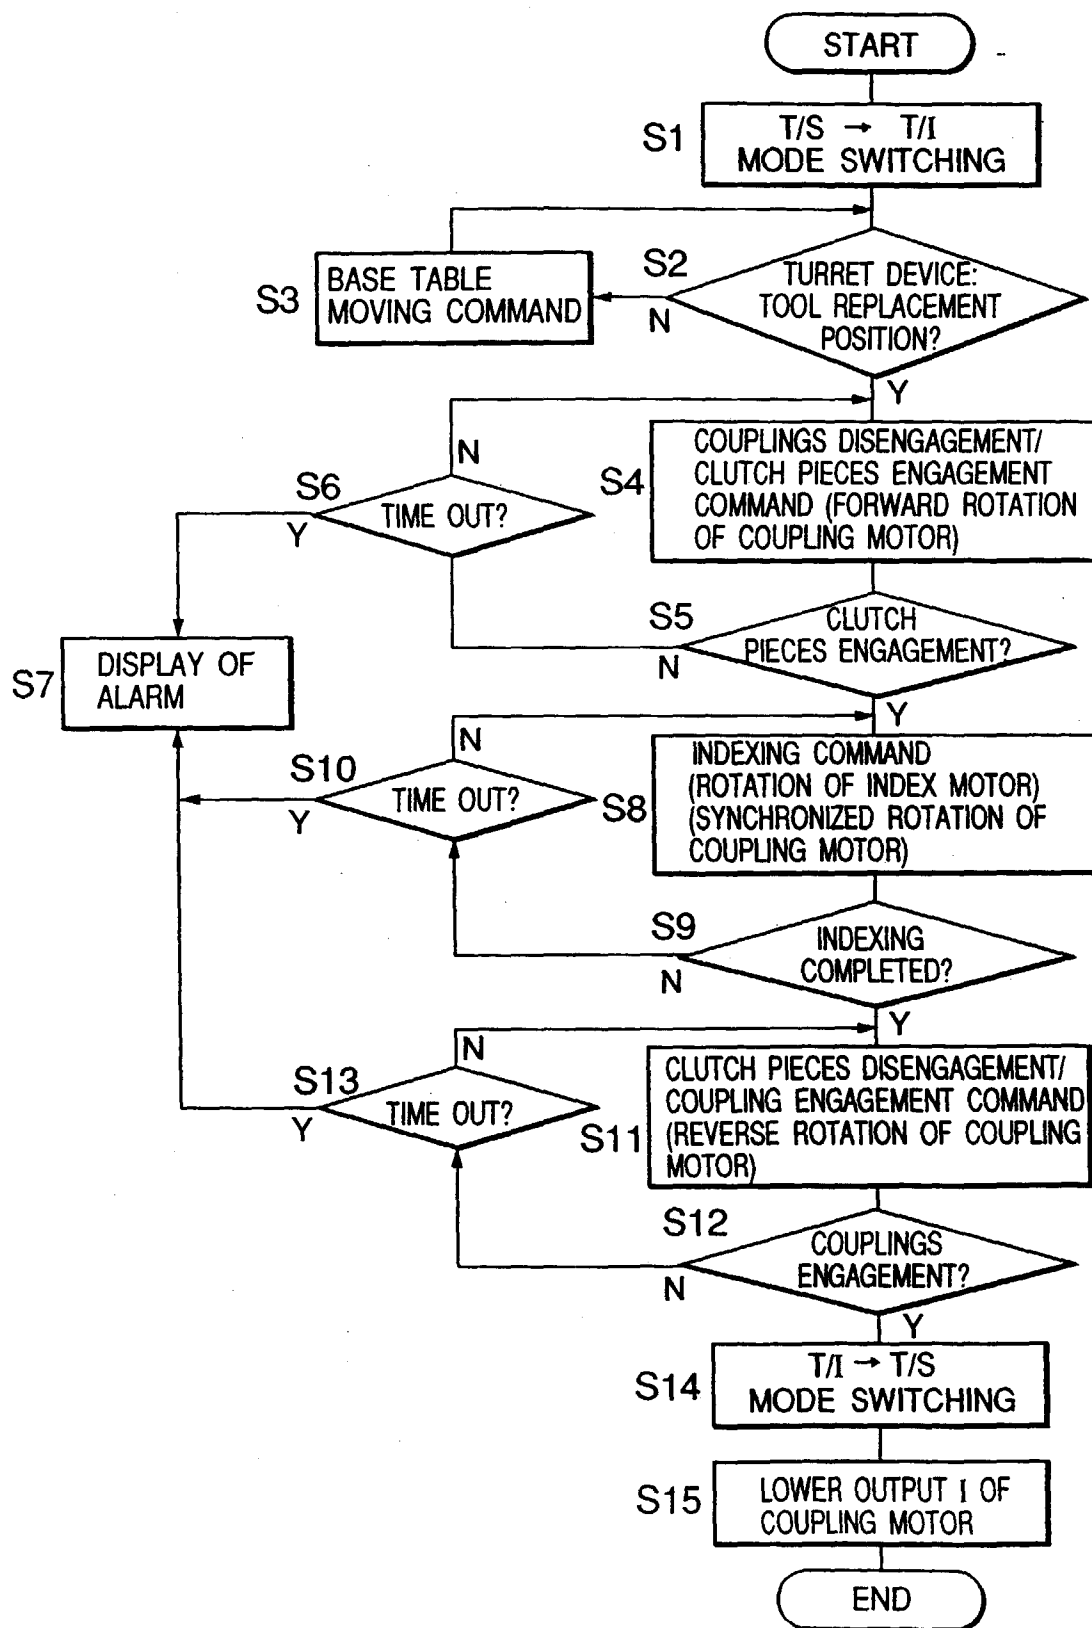 START
S1
T/S → T/I
MODE SWITCHING
S2
TURRET DEVICE:
TOOL REPLACEMENT
POSITION?
N
Y
S3
BASE TABLE
MOVING COMMAND
S4
COUPLINGS DISENGAGEMENT/
CLUTCH PIECES ENGAGEMENT
COMMAND (FORWARD ROTATION
OF COUPLING MOTOR)
S5
CLUTCH
PIECES ENGAGEMENT?
N
Y
S6
TIME OUT?
N
Y
S7
DISPLAY OF
ALARM
S8
INDEXING COMMAND
(ROTATION OF INDEX MOTOR)
(SYNCHRONIZED ROTATION OF
COUPLING MOTOR)
S9
INDEXING
COMPLETED?
N
Y
S10
TIME OUT?
N
Y
S11
CLUTCH PIECES DISENGAGEMENT/
COUPLING ENGAGEMENT COMMAND
(REVERSE ROTATION OF COUPLING
MOTOR)
S12
COUPLINGS
ENGAGEMENT?
N
Y
S13
TIME OUT?
N
Y
S14
T/I → T/S
MODE SWITCHING
S15
LOWER OUTPUT I OF
COUPLING MOTOR
END